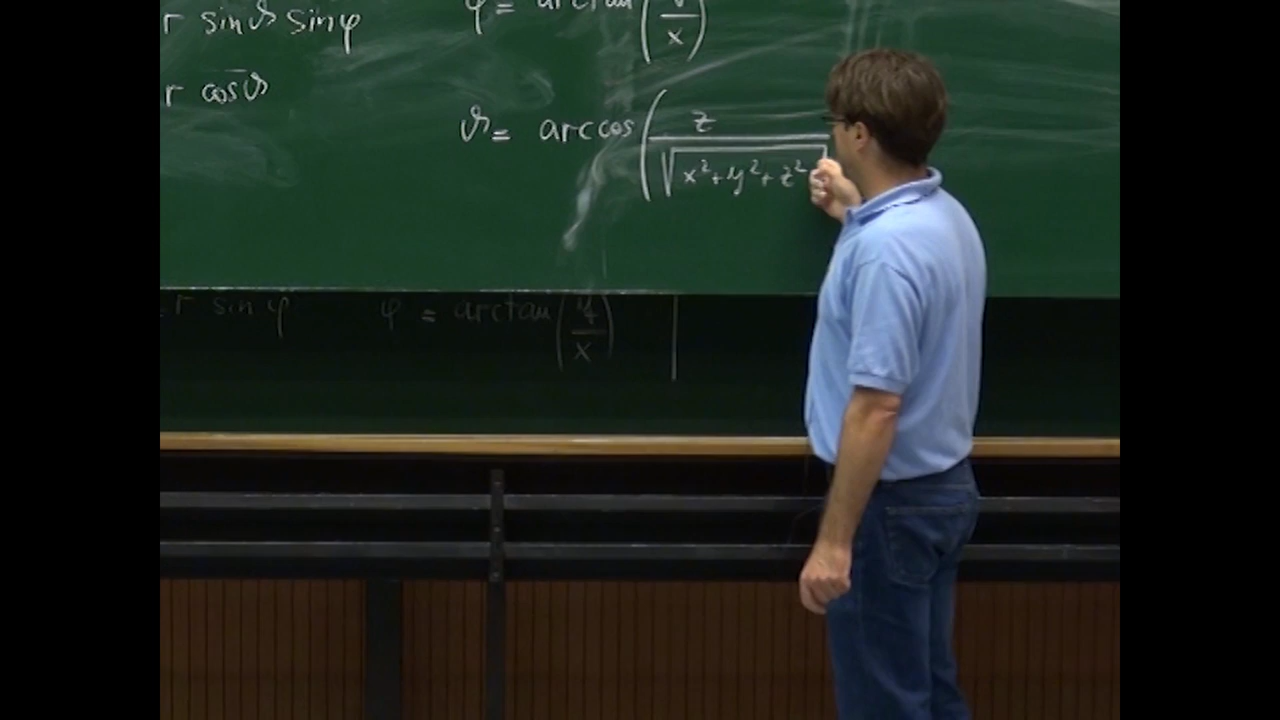 r sinϑ sinφ φ = arctan(y/x)
r cosϑ
ϑ = arccos(z/√(x²+y²+z²
r sin φ φ = arctan(y/x)